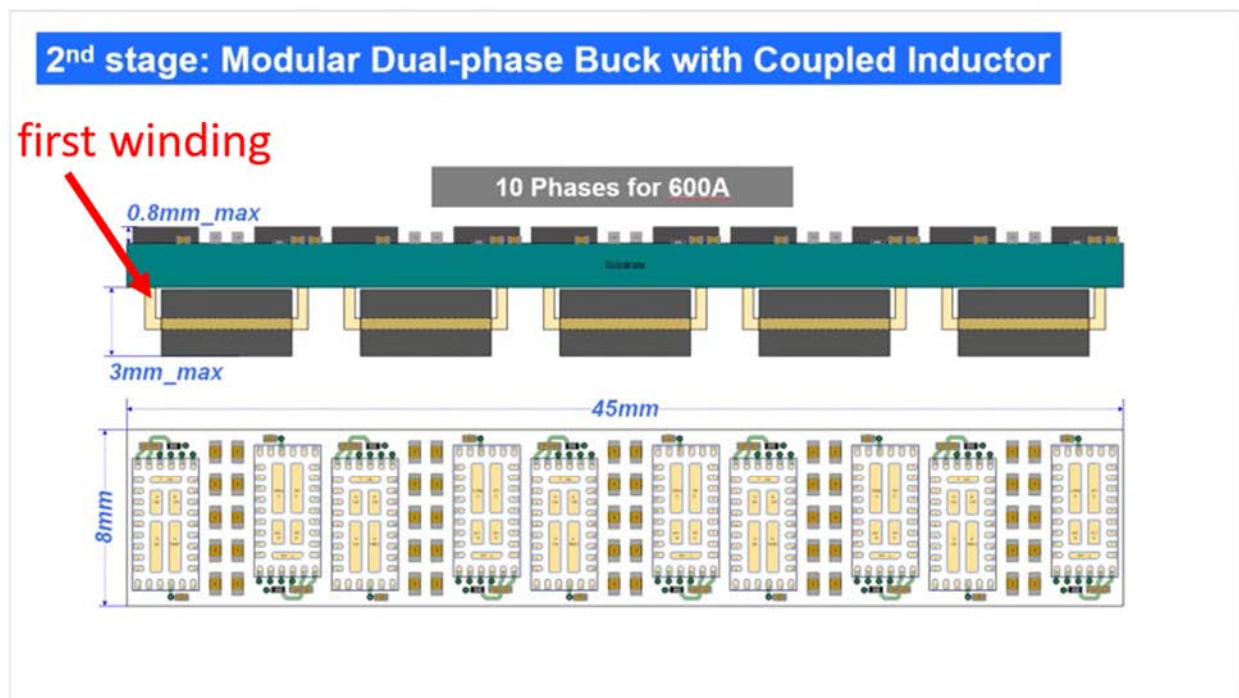 2nd stage: Modular Dual-phase Buck with Coupled Inductor
first winding
10 Phases for 600A
0.8mm_max
Substrate
3mm_max
45mm
8mm